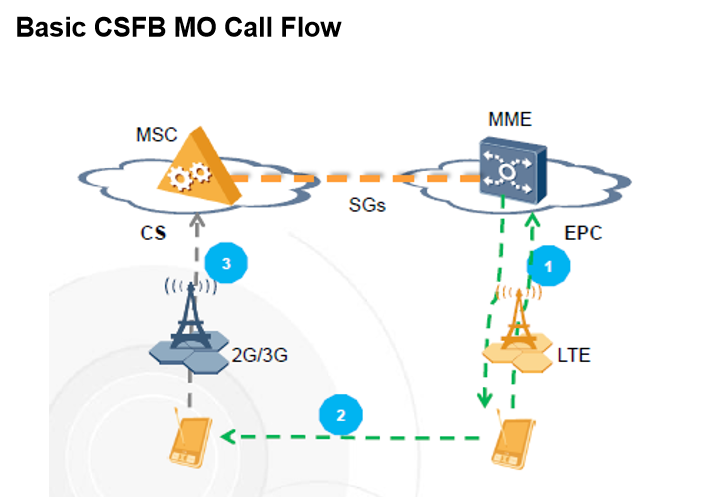 Basic CSFB MO Call Flow
MME
MSC
SGs
CS
EPC
3
1
2G/3G
LTE
2